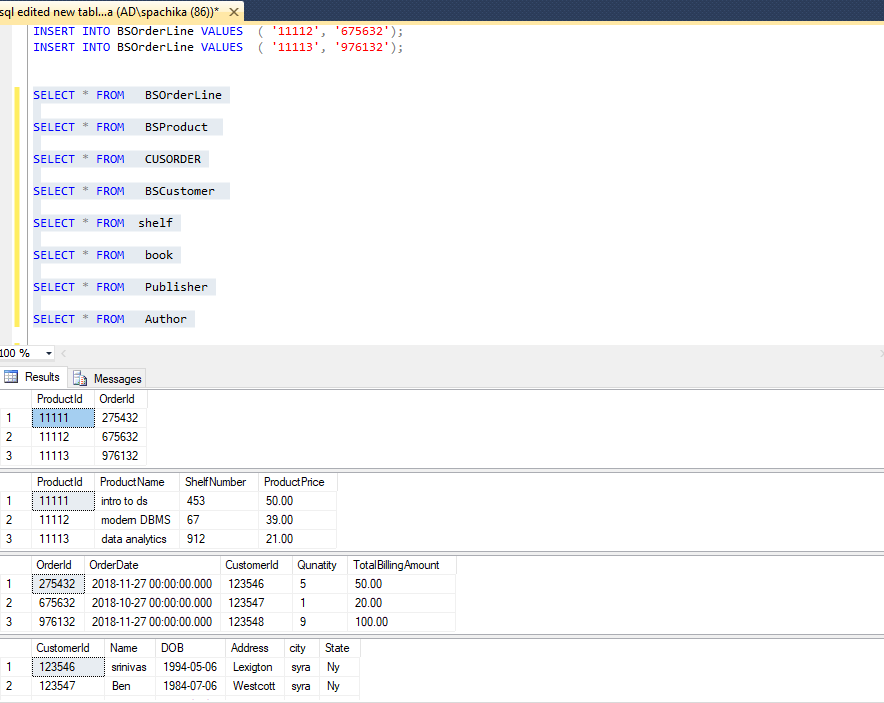 sql edited new tabl...a (AD\spachika (86))* ✕
INSERT INTO BSOrderLine VALUES ( '11112', '675632');
INSERT INTO BSOrderLine VALUES ( '11113', '976132');
SELECT * FROM BSOrderLine
SELECT * FROM BSProduct
SELECT * FROM CUSORDER
SELECT * FROM BSCustomer
SELECT * FROM shelf
SELECT * FROM book
SELECT * FROM Publisher
SELECT * FROM Author
100 %
Results Messages
ProductId OrderId
1 11111 275432
2 11112 675632
3 11113 976132
ProductId ProductName ShelfNumber ProductPrice
1 11111 intro to ds 453 50.00
2 11112 modern DBMS 67 39.00
3 11113 data analytics 912 21.00
OrderId OrderDate CustomerId Qunatity TotalBillingAmount
1 275432 2018-11-27 00:00:00.000 123546 5 50.00
2 675632 2018-10-27 00:00:00.000 123547 1 20.00
3 976132 2018-11-27 00:00:00.000 123548 9 100.00
CustomerId Name DOB Address city State
1 123546 srinivas 1994-05-06 Lexigton syra Ny
2 123547 Ben 1984-07-06 Westcott syra Ny